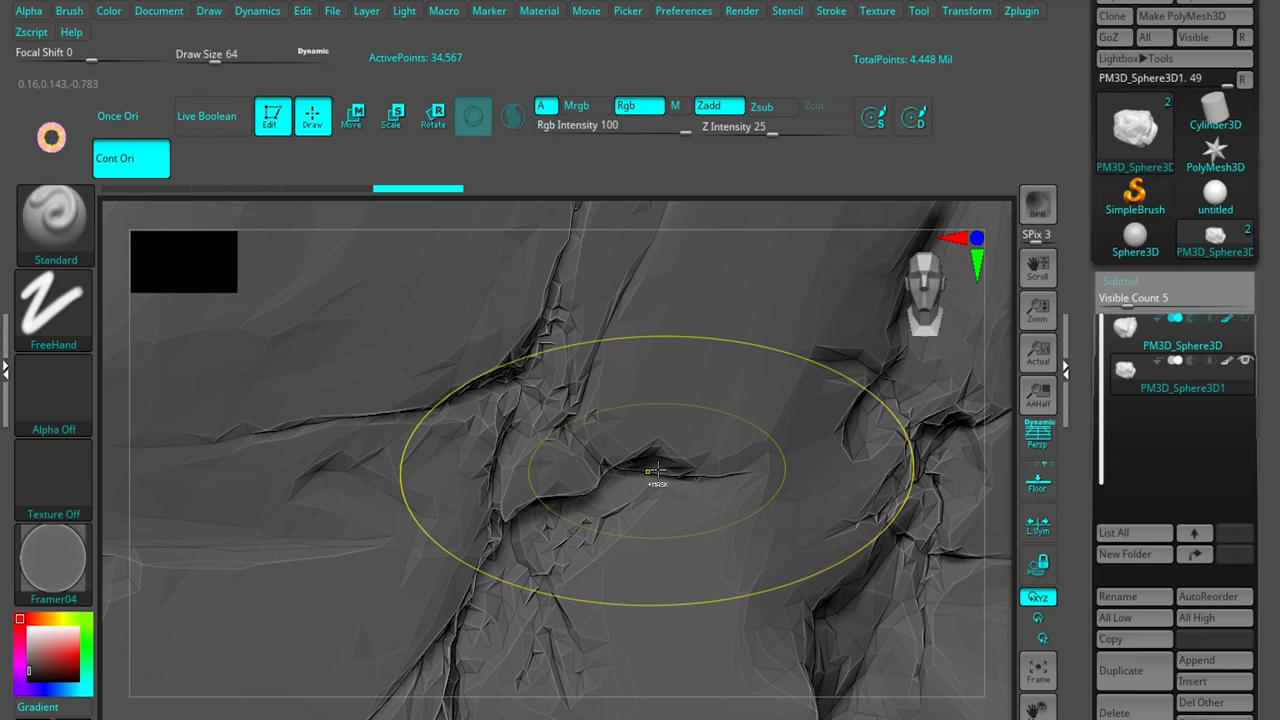 Alpha Brush Color Document Draw Dynamics Edit File Layer Light Macro Marker Material Movie Picker Preferences Render Stencil Stroke Texture Tool Transform Zplugin
Zscript Help
Focal Shift 0
Draw Size 64
Dynamic
ActivePoints: 34,567
TotalPoints: 4.448 Mil
0.16,0.143,-0.783
Once Ori
Live Boolean
Edit
Draw
Move
Scale
Rotate
A
Mrgb
Rgb
M
Zadd
Zsub
Zcut
Rgb Intensity 100
Z Intensity 25
S
D
Cont Ori
Standard
FreeHand
Alpha Off
Texture Off
Framer04
Gradient
+MASK
BPR
SPix 3
Scroll
Zoom
Actual
AAHalf
Dynamic
Persp
Floor
L.Sym
XYZ
Y
Z
Frame
Clone
Make PolyMesh3D
GoZ
All
Visible
R
Lightbox▶Tools
PM3D_Sphere3D1. 49
R
2
PM3D_Sphere3D1
Cylinder3D
PolyMesh3D
SimpleBrush
untitled
Sphere3D
2
PM3D_Sphere3D
Subtool
Visible Count 5
PM3D_Sphere3D
PM3D_Sphere3D1
List All
New Folder
Rename
AutoReorder
All Low
All High
Copy
Duplicate
Append
Insert
Delete
Del Other